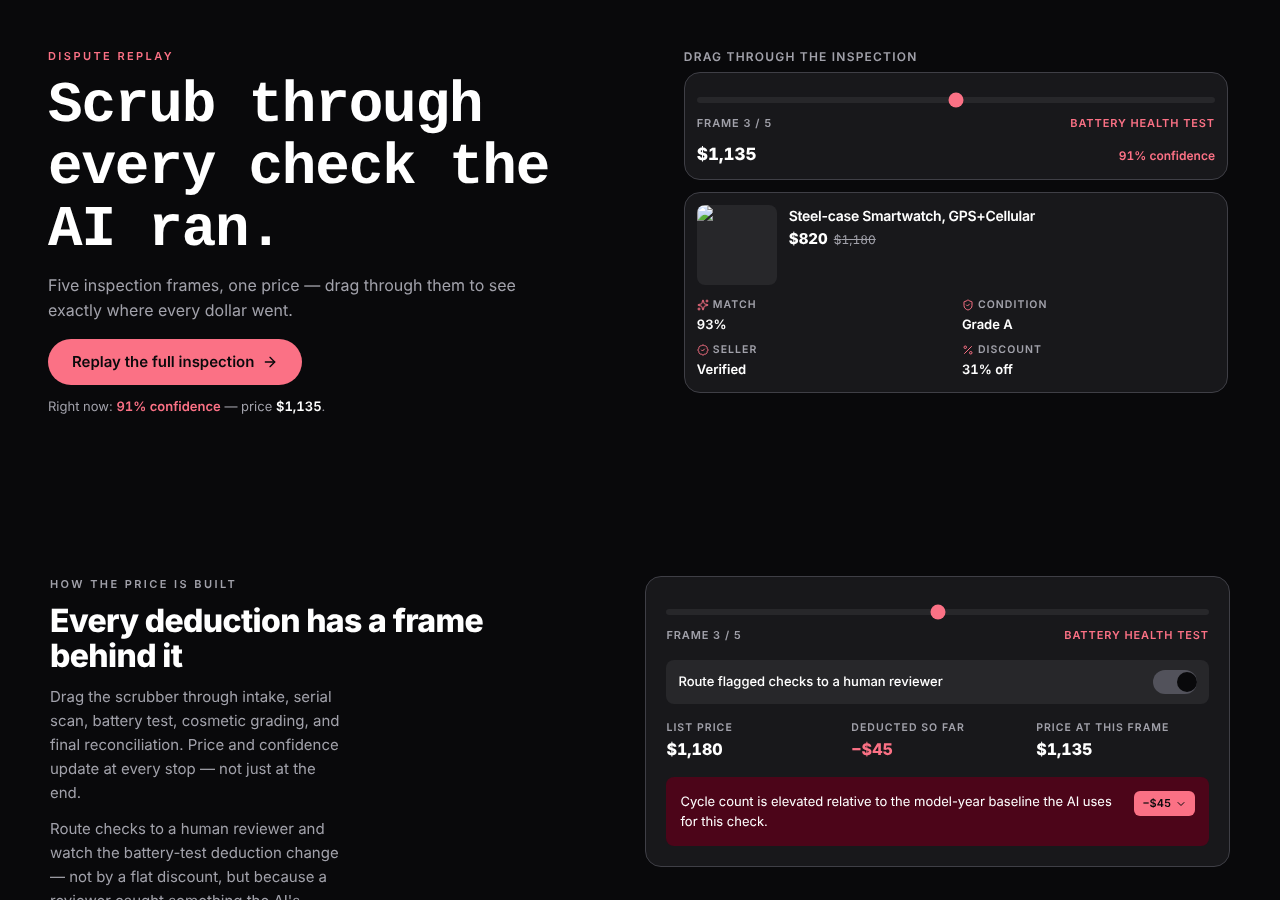 DISPUTE REPLAY
Scrub through
every check the
AI ran.
Five inspection frames, one price — drag through them to see
exactly where every dollar went.
Replay the full inspection →
Right now: 91% confidence — price $1,135.
DRAG THROUGH THE INSPECTION
FRAME 3 / 5
BATTERY HEALTH TEST
$1,135
91% confidence
Steel-case Smartwatch, GPS+Cellular
$820 $1,180
MATCH
93%
CONDITION
Grade A
SELLER
Verified
DISCOUNT
31% off
HOW THE PRICE IS BUILT
Every deduction has a frame
behind it
Drag the scrubber through intake, serial
scan, battery test, cosmetic grading, and
final reconciliation. Price and confidence
update at every stop — not just at the
end.
Route checks to a human reviewer and
watch the battery-test deduction change
— not by a flat discount, but because a
reviewer caught something the AI's
FRAME 3 / 5
BATTERY HEALTH TEST
Route flagged checks to a human reviewer
LIST PRICE
$1,180
DEDUCTED SO FAR
−$45
PRICE AT THIS FRAME
$1,135
Cycle count is elevated relative to the model-year baseline the AI uses
for this check.
−$45